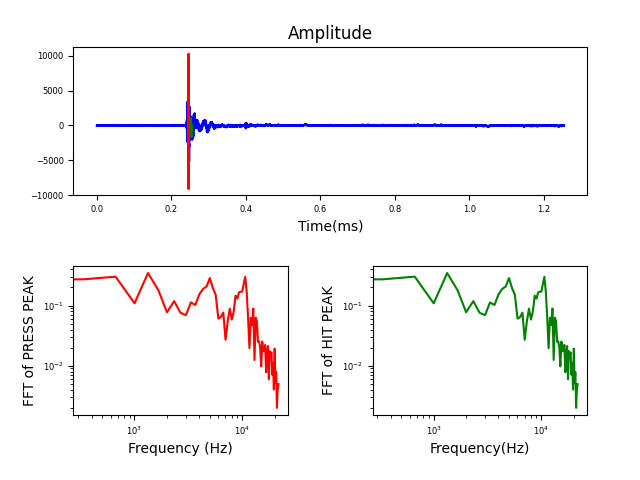 Amplitude
10000
5000
0
−5000
−10000
0.0 0.2 0.4 0.6 0.8 1.0 1.2
Time(ms)
FFT of PRESS PEAK
10⁻¹
10⁻²
10³ 10⁴
Frequency (Hz)
FFT of HIT PEAK
10⁻¹
10⁻²
10³ 10⁴
Frequency(Hz)